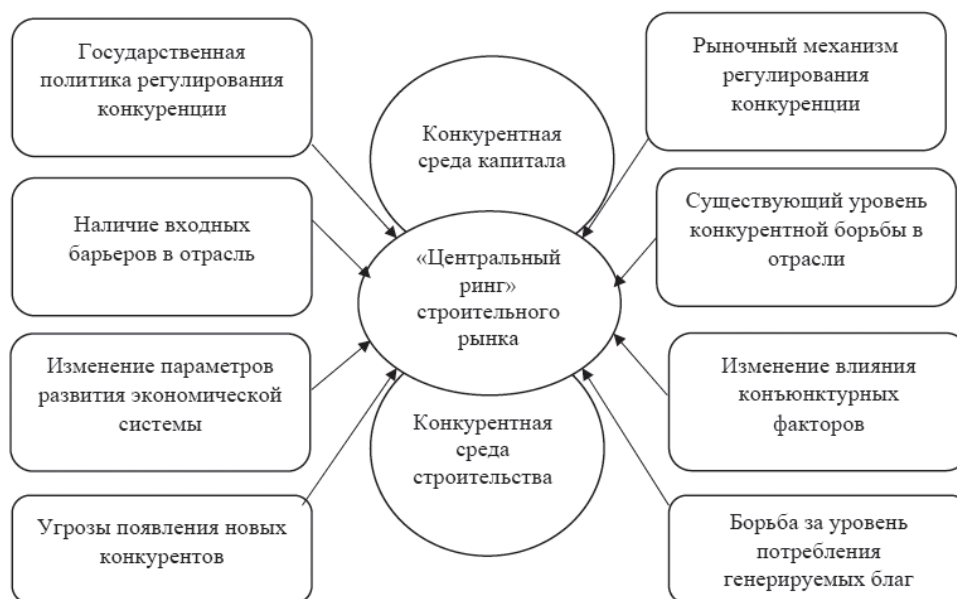 Государственная
политика регулирования
конкуренции
Рыночный механизм
регулирования
конкуренции
Конкурентная
среда капитала
Наличие входных
барьеров в отрасль
Существующий уровень
конкурентной борьбы в
отрасли
«Центральный
ринг»
строительного
рынка
Изменение параметров
развития экономической
системы
Изменение влияния
конъюнктурных
факторов
Конкурентная
среда
строительства
Угрозы появления новых
конкурентов
Борьба за уровень
потребления
генерируемых благ